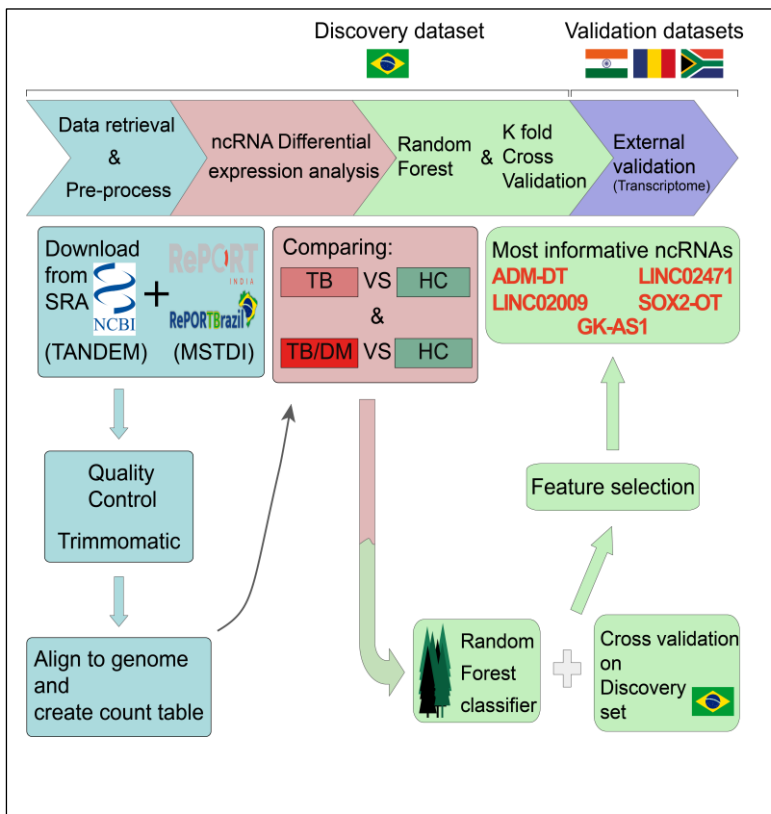 Discovery dataset
Validation datasets
Data retrieval
&
Pre-process
ncRNA Differential
expression analysis
Random
Forest
&
K fold
Cross
Validation
External
validation
(Transcriptome)
Download
from
SRA
NCBI
+
RePORT
INDIA
RePORTBrazil
(TANDEM)
(MSTDI)
Comparing:
TB VS HC
&
TB/DM VS HC
Most informative ncRNAs
ADM-DT LINC02471
LINC02009 SOX2-OT
GK-AS1
Quality
Control
Trimmomatic
Feature selection
Align to genome
and
create count table
Random
Forest
classifier
Cross validation
on
Discovery
set